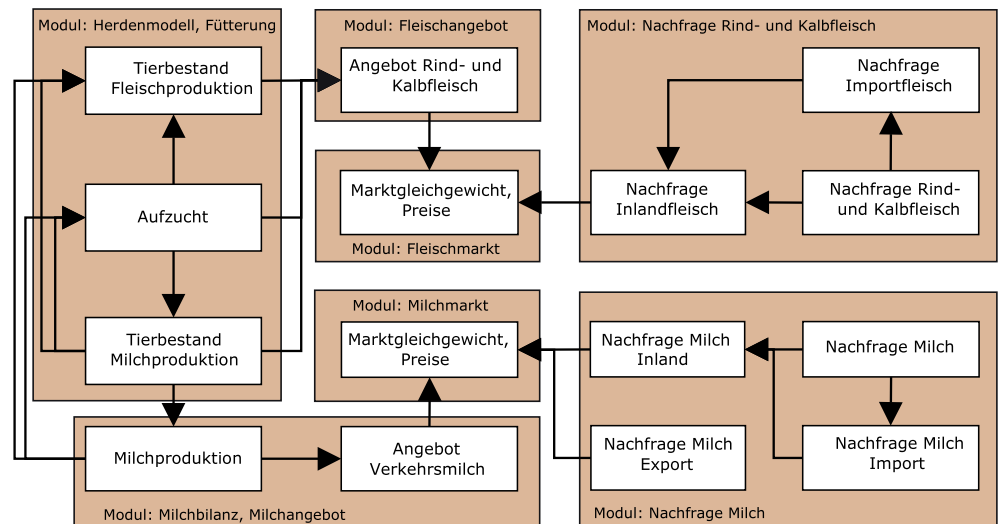 Modul: Herdenmodell, Fütterung
Tierbestand
Fleischproduktion
Aufzucht
Tierbestand
Milchproduktion
Modul: Fleischangebot
Angebot Rind- und
Kalbfleisch
Marktgleichgewicht,
Preise
Modul: Fleischmarkt
Modul: Nachfrage Rind- und Kalbfleisch
Nachfrage
Importfleisch
Nachfrage
Inlandfleisch
Nachfrage Rind-
und Kalbfleisch
Modul: Milchmarkt
Marktgleichgewicht,
Preise
Milchproduktion
Angebot
Verkehrsmilch
Modul: Milchbilanz, Milchangebot
Nachfrage Milch
Inland
Nachfrage Milch
Nachfrage Milch
Export
Nachfrage Milch
Import
Modul: Nachfrage Milch